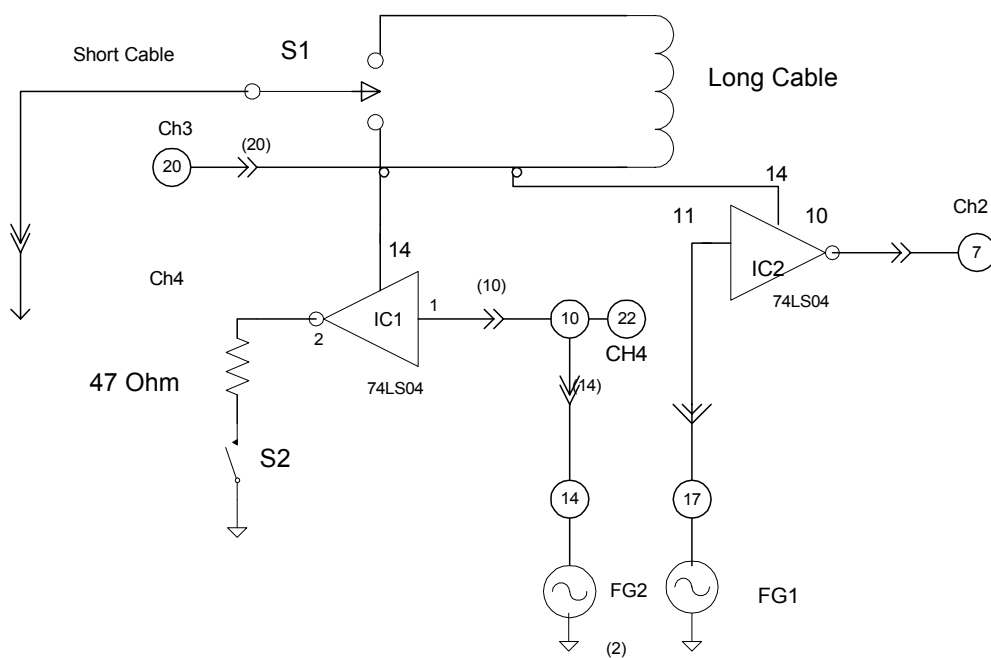 Short Cable
S1
Long Cable
Ch3
(20)
20
14
11
10
Ch2
7
IC2
74LS04
14
Ch4
(10)
IC1
1
2
10
22
CH4
47 Ohm
74LS04
(14)
S2
14
17
FG2
FG1
(2)